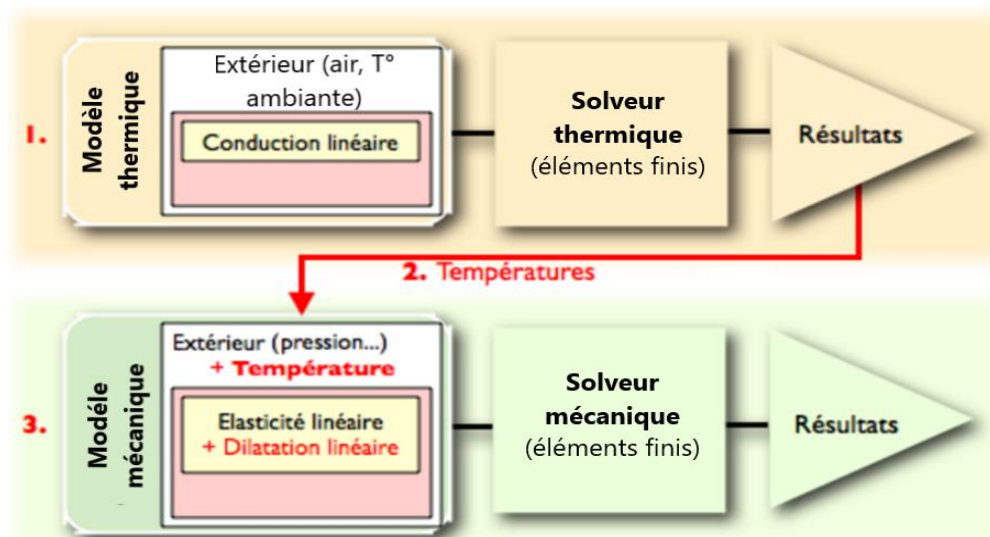 1.
Modèle
thermique
Extérieur (air, T°
ambiante)
Conduction linéaire
Solveur
thermique
(éléments finis)
Résultats
2. Températures
3.
Modéle
mécanique
Extérieur (pression...)
+ Température
Elasticité linéaire
+ Dilatation linéaire
Solveur
mécanique
(éléments finis)
Résultats